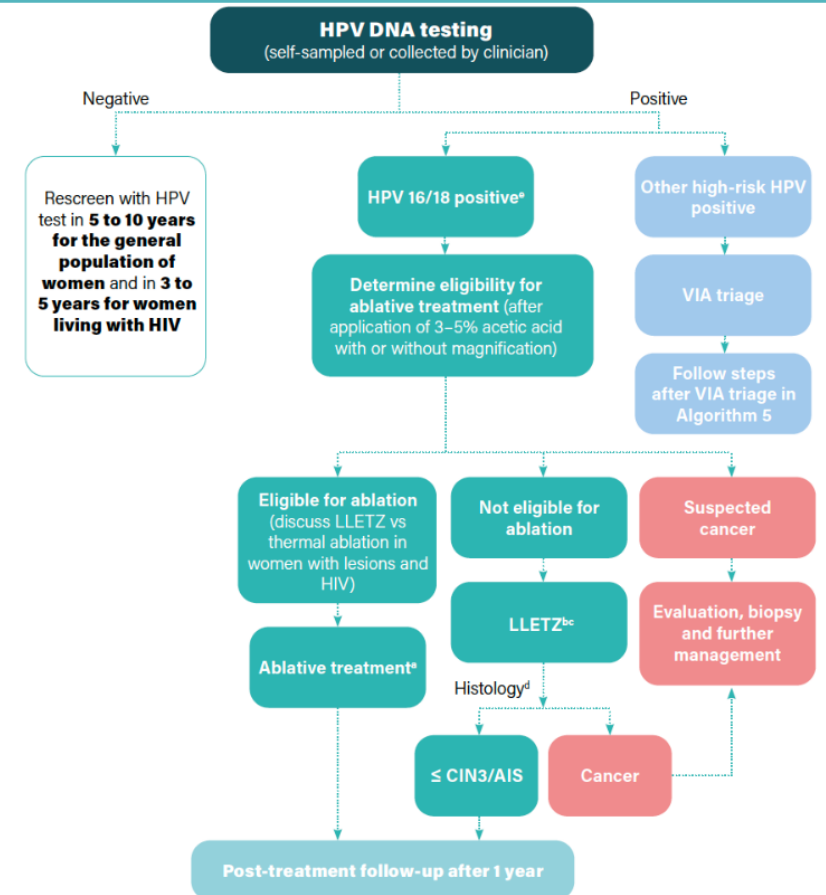 HPV DNA testing
(self-sampled or collected by clinician)
Negative
Positive
Rescreen with HPV
test in 5 to 10 years
for the general
population of
women and in 3 to
5 years for women
living with HIV
HPV 16/18 positiveᵉ
Other high-risk HPV
positive
Determine eligibility for
ablative treatment (after
application of 3–5% acetic acid
with or without magnification)
VIA triage
Follow steps
after VIA triage in
Algorithm 5
Eligible for ablation
(discuss LLETZ vs
thermal ablation in
women with lesions and
HIV)
Not eligible for
ablation
Suspected
cancer
Ablative treatmentᵃ
LLETZᵇᶜ
Evaluation, biopsy
and further
management
Histologyᵈ
≤ CIN3/AIS
Cancer
Post-treatment follow-up after 1 year